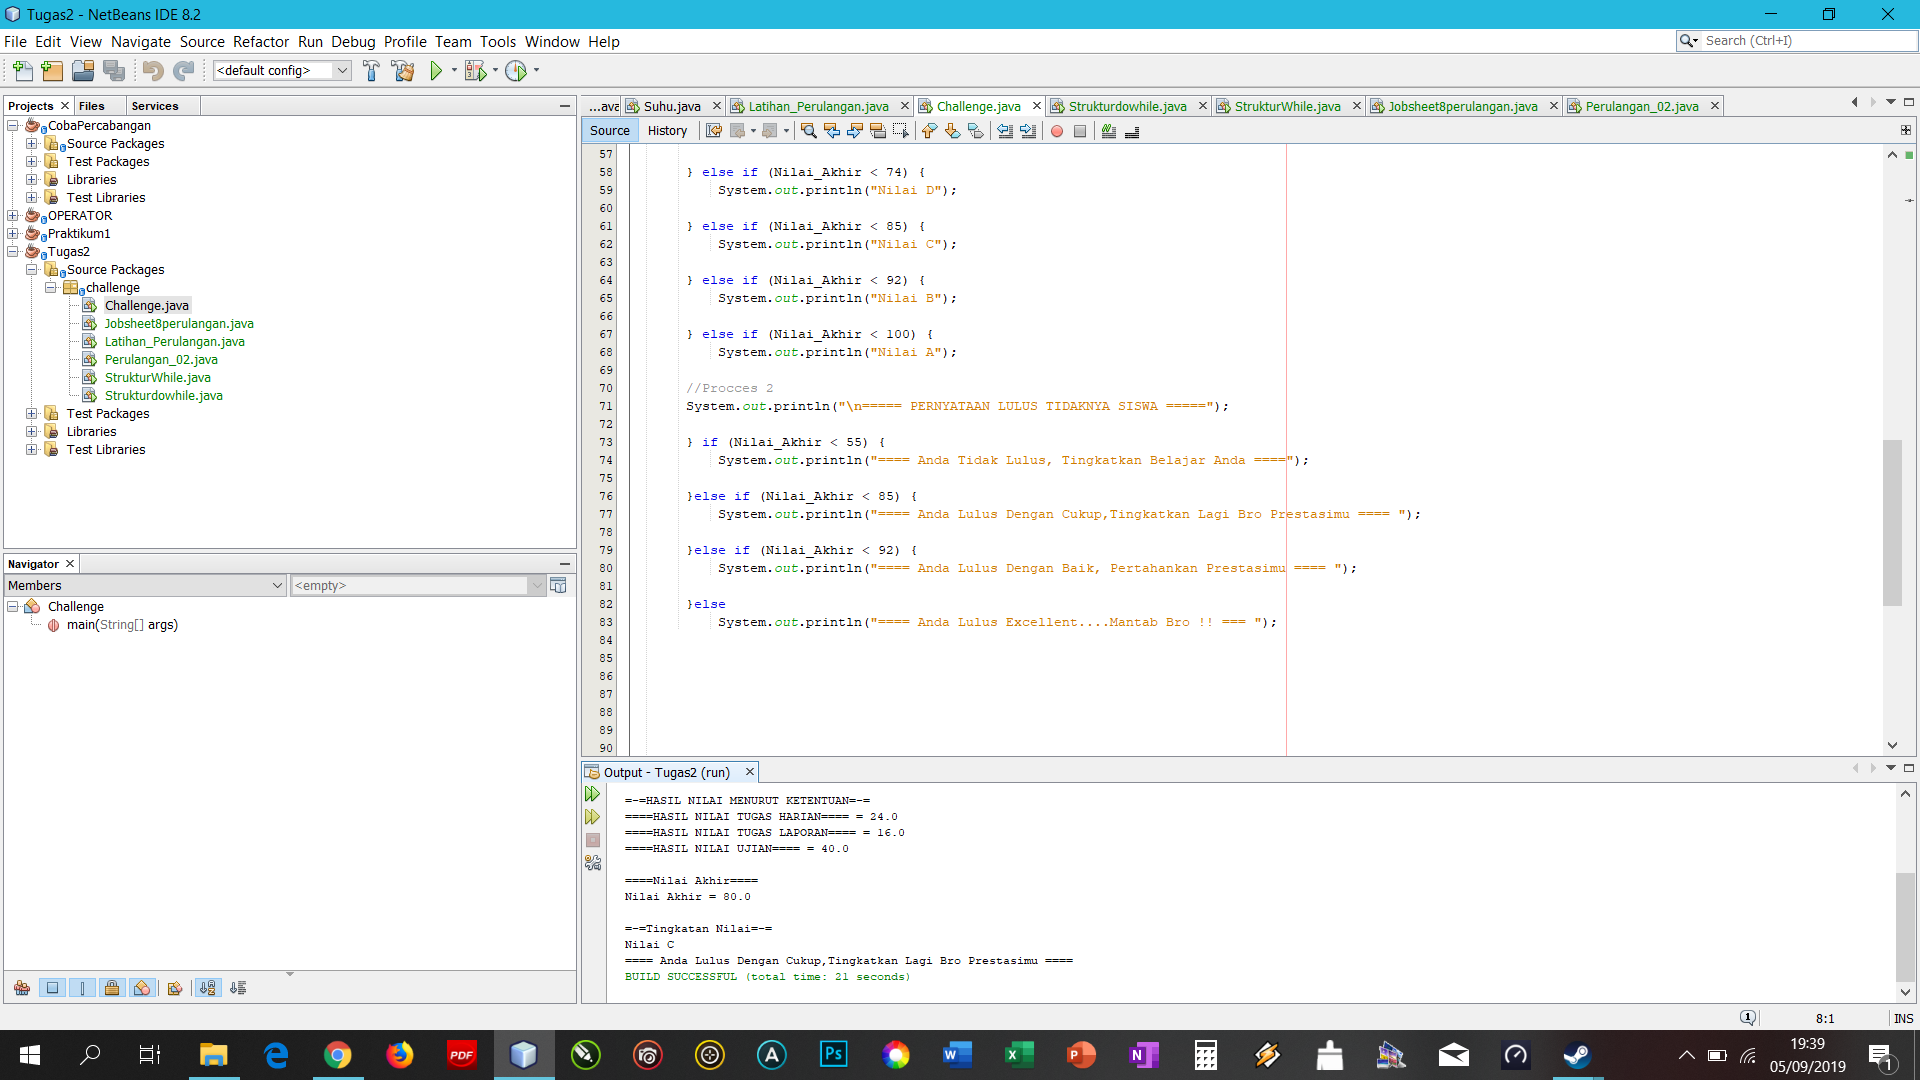 Tugas2 - NetBeans IDE 8.2
File Edit View Navigate Source Refactor Run Debug Profile Team Tools Window Help
Search (Ctrl+I)
<default config>
Projects Files Services
CobaPercabangan
Source Packages
Test Packages
Libraries
Test Libraries
OPERATOR
Praktikum1
Tugas2
Source Packages
challenge
Challenge.java
Jobsheet8perulangan.java
Latihan_Perulangan.java
Perulangan_02.java
StrukturWhile.java
Strukturdowhile.java
Test Packages
Libraries
Test Libraries
Navigator
Members
<empty>
Challenge
main(String[] args)
...ava Suhu.java Latihan_Perulangan.java Challenge.java Strukturdowhile.java StrukturWhile.java Jobsheet8perulangan.java Perulangan_02.java
Source History
57
58 } else if (Nilai_Akhir < 74) {
59 System.out.println("Nilai D");
60
61 } else if (Nilai_Akhir < 85) {
62 System.out.println("Nilai C");
63
64 } else if (Nilai_Akhir < 92) {
65 System.out.println("Nilai B");
66
67 } else if (Nilai_Akhir < 100) {
68 System.out.println("Nilai A");
69
70 //Procces 2
71 System.out.println("\n===== PERNYATAAN LULUS TIDAKNYA SISWA =====");
72
73 } if (Nilai_Akhir < 55) {
74 System.out.println("==== Anda Tidak Lulus, Tingkatkan Belajar Anda ====");
75
76 }else if (Nilai_Akhir < 85) {
77 System.out.println("==== Anda Lulus Dengan Cukup,Tingkatkan Lagi Bro Prestasimu ==== ");
78
79 }else if (Nilai_Akhir < 92) {
80 System.out.println("==== Anda Lulus Dengan Baik, Pertahankan Prestasimu ==== ");
81
82 }else
83 System.out.println("==== Anda Lulus Excellent....Mantab Bro !! === ");
84
85
86
87
88
89
90
Output - Tugas2 (run)
=-=HASIL NILAI MENURUT KETENTUAN=-=
====HASIL NILAI TUGAS HARIAN==== = 24.0
====HASIL NILAI TUGAS LAPORAN==== = 16.0
====HASIL NILAI UJIAN==== = 40.0
====Nilai Akhir====
Nilai Akhir = 80.0
=-=Tingkatan Nilai=-=
Nilai C
==== Anda Lulus Dengan Cukup,Tingkatkan Lagi Bro Prestasimu ====
BUILD SUCCESSFUL (total time: 21 seconds)
1 8:1 INS
PDF
Ps
19:39
05/09/2019
1